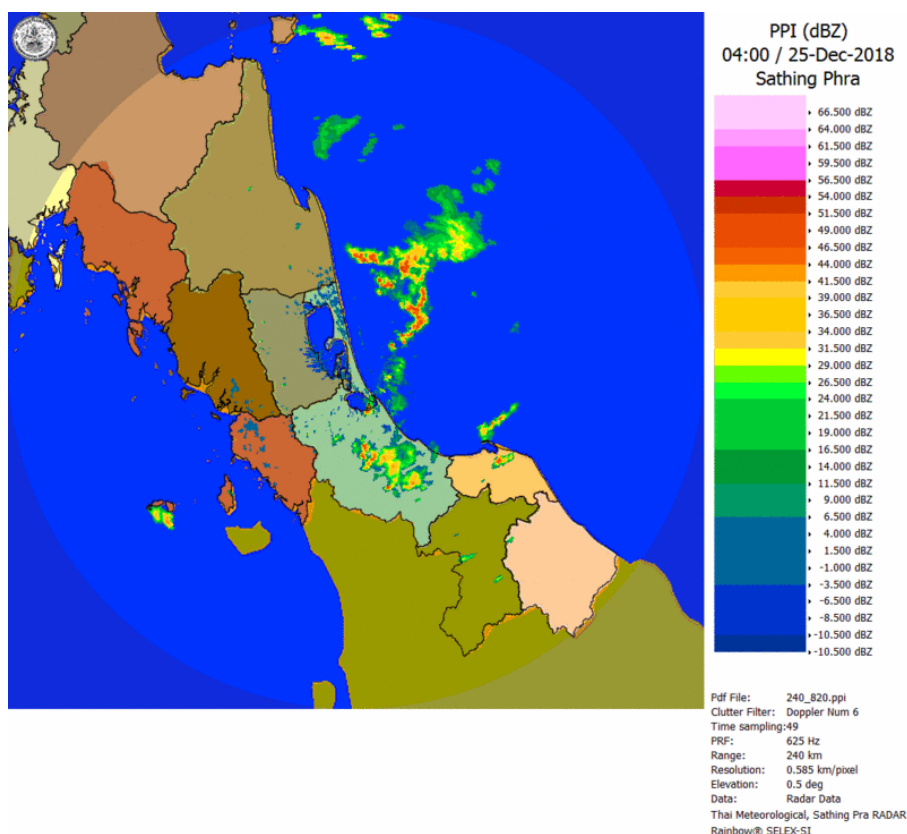 PPI (dBZ)
04:00 / 25-Dec-2018
Sathing Phra
66.500 dBZ
64.000 dBZ
61.500 dBZ
59.500 dBZ
56.500 dBZ
54.000 dBZ
51.500 dBZ
49.000 dBZ
46.500 dBZ
44.000 dBZ
41.500 dBZ
39.000 dBZ
36.500 dBZ
34.000 dBZ
31.500 dBZ
29.000 dBZ
26.500 dBZ
24.000 dBZ
21.500 dBZ
19.000 dBZ
16.500 dBZ
14.000 dBZ
11.500 dBZ
9.000 dBZ
6.500 dBZ
4.000 dBZ
1.500 dBZ
-1.000 dBZ
-3.500 dBZ
-6.500 dBZ
-8.500 dBZ
-10.500 dBZ
-10.500 dBZ
Pdf File: 240_820.ppi
Clutter Filter: Doppler Num 6
Time sampling:49
PRF: 625 Hz
Range: 240 km
Resolution: 0.585 km/pixel
Elevation: 0.5 deg
Data: Radar Data
Thai Meteorological, Sathing Pra RADAR
Rainbow® SELEX-SI